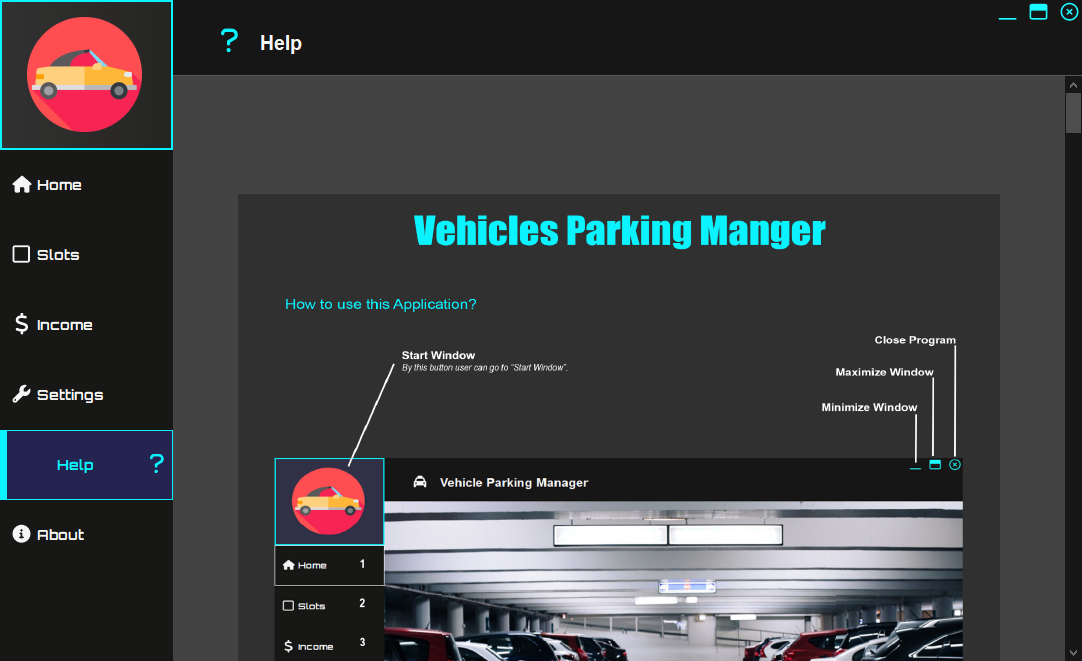 ? Help
Home
Slots
$ Income
Settings
Help ?
About
Vehicles Parking Manger
How to use this Application?
Start Window
By this button user can go to "Start Window".
Close Program
Maximize Window
Minimize Window
Vehicle Parking Manager
Home 1
Slots 2
$ Income 3